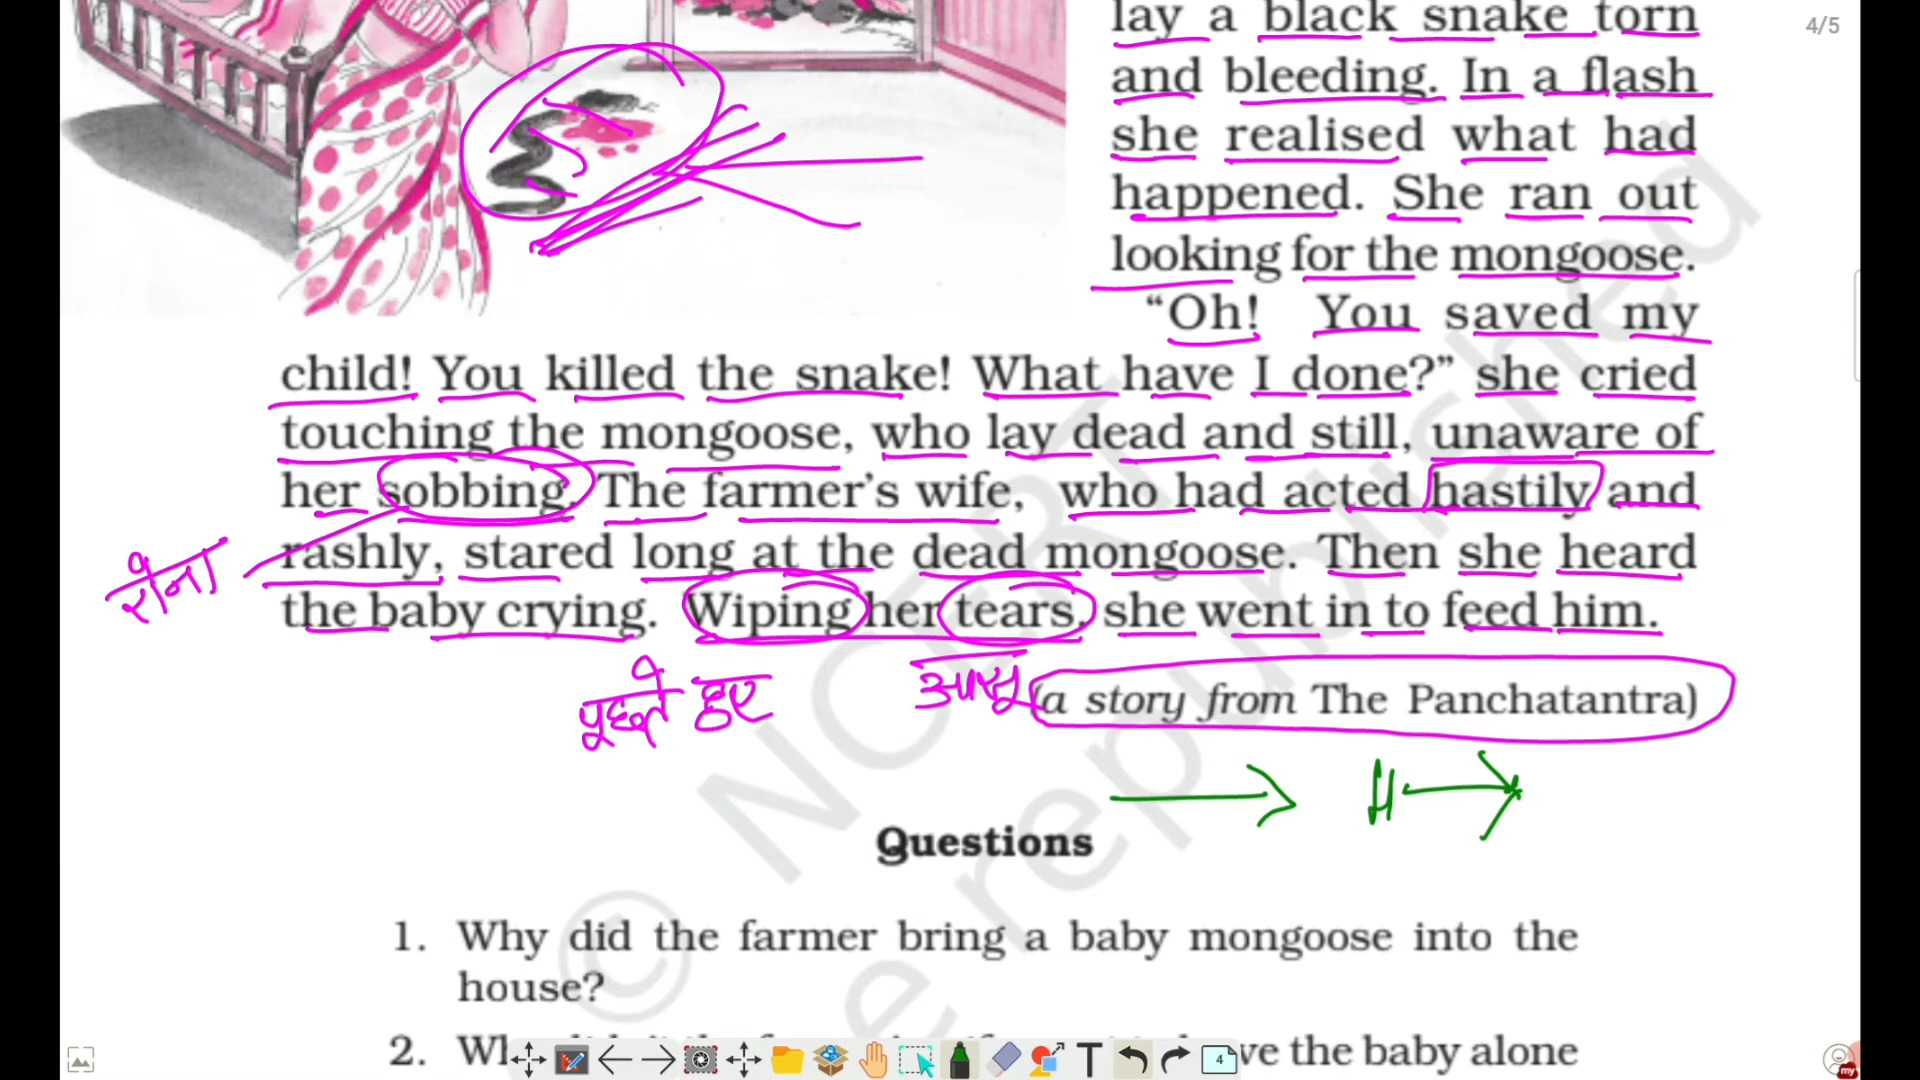 4/5
lay a black snake torn
and bleeding. In a flash
she realised what had
happened. She ran out
looking for the mongoose.
“Oh! You saved my
child! You killed the snake! What have I done?” she cried
touching the mongoose, who lay dead and still, unaware of
her sobbing. The farmer’s wife, who had acted hastily and
rashly, stared long at the dead mongoose. Then she heard
रोना
the baby crying. Wiping her tears, she went in to feed him.
हुए
(a story from The Panchatantra)
Questions
1. Why did the farmer bring a baby mongoose into the
house?
2. ve the baby alone
4
my
© NCERT
republished